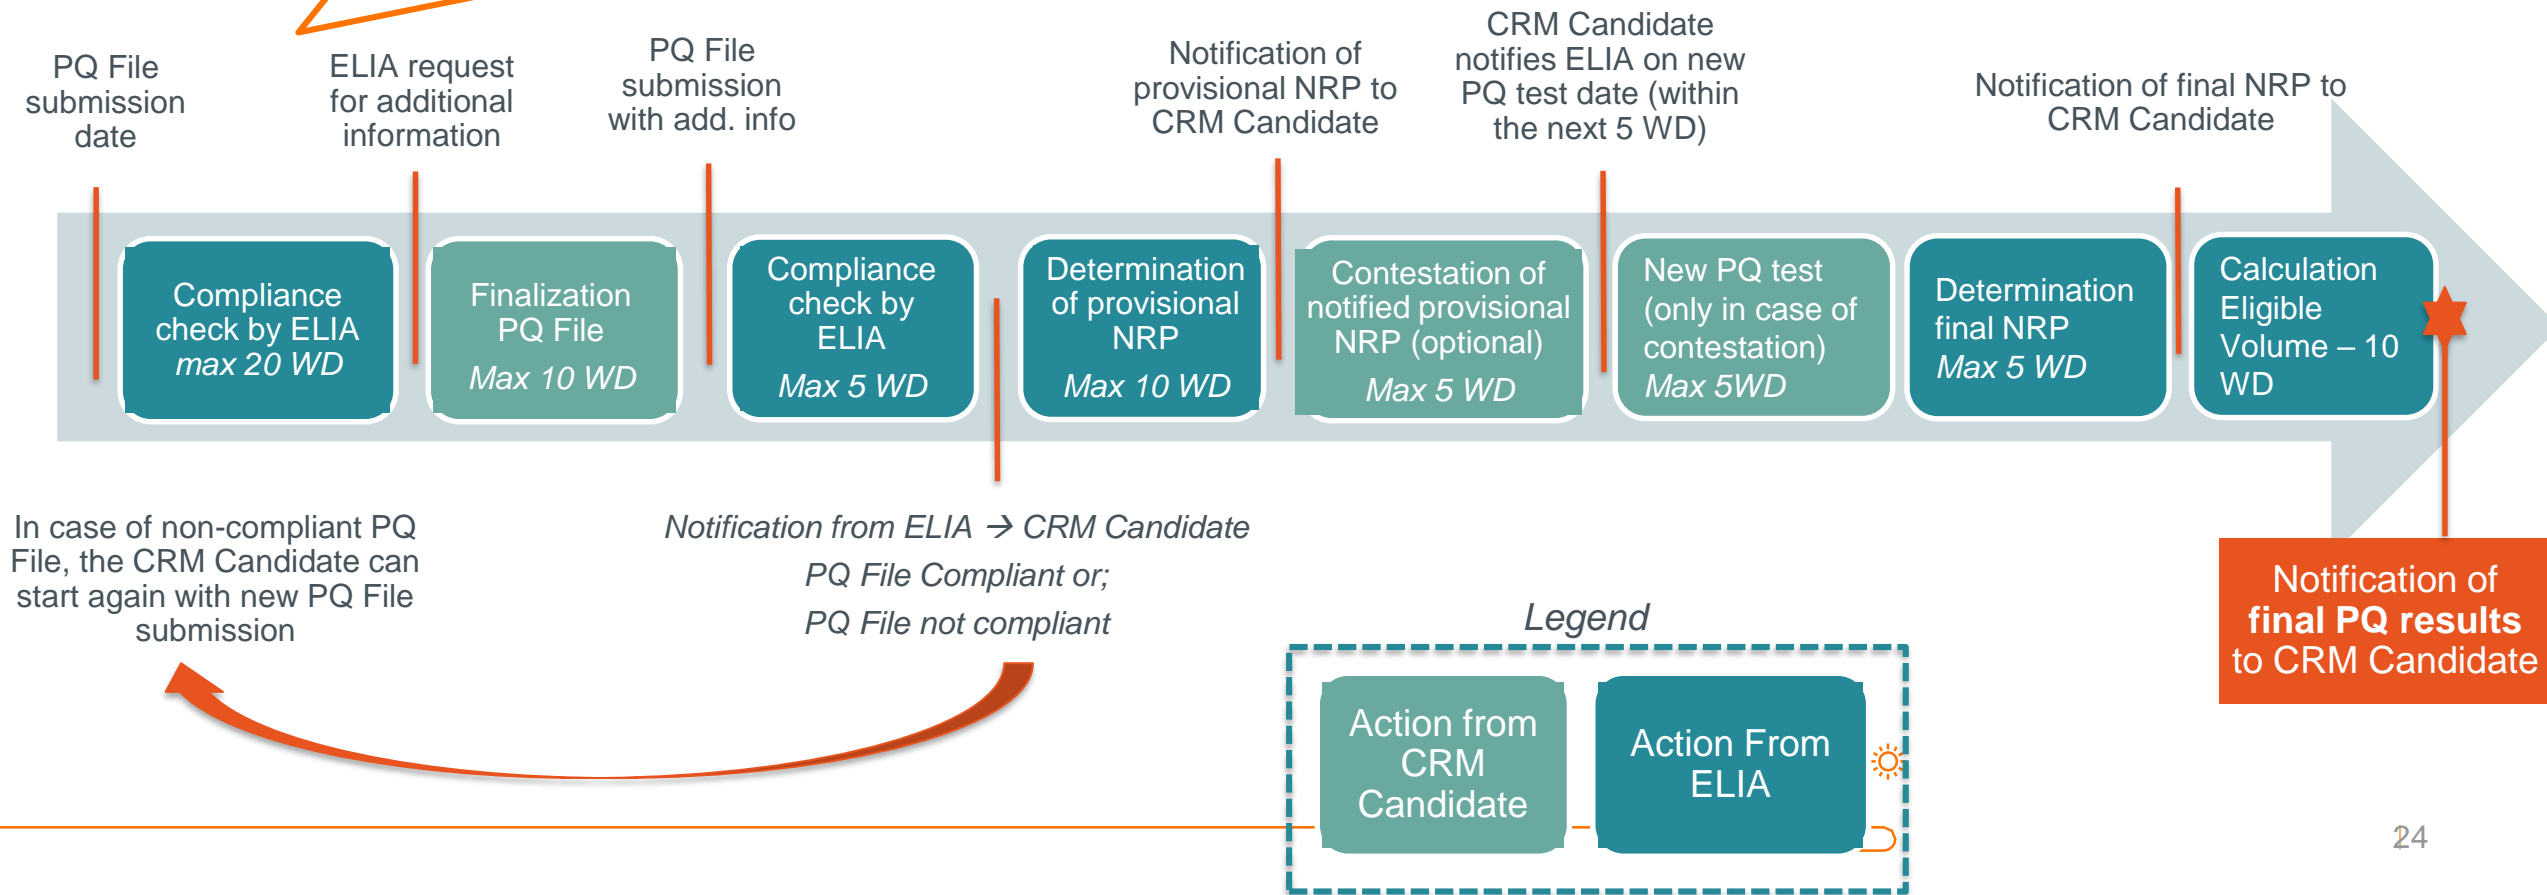 PQ File
submission
date
ELIA request
for additional
information
PQ File
submission
with add. info
Notification of
provisional NRP to
CRM Candidate
CRM Candidate
notifies ELIA on new
PQ test date (within
the next 5 WD)
Notification of final NRP to
CRM Candidate
Compliance
check by ELIA
max 20 WD
Finalization
PQ File
Max 10 WD
Compliance
check by
ELIA
Max 5 WD
Determination
of provisional
NRP
Max 10 WD
Contestation of
notified provisional
NRP (optional)
Max 5 WD
New PQ test
(only in case of
contestation)
Max 5WD
Determination
final NRP
Max 5 WD
Calculation
Eligible
Volume – 10
WD
In case of non-compliant PQ
File, the CRM Candidate can
start again with new PQ File
submission
Notification from ELIA → CRM Candidate
PQ File Compliant or;
PQ File not compliant
Notification of
final PQ results
to CRM Candidate
Legend
Action from
CRM
Candidate
Action From
ELIA
24